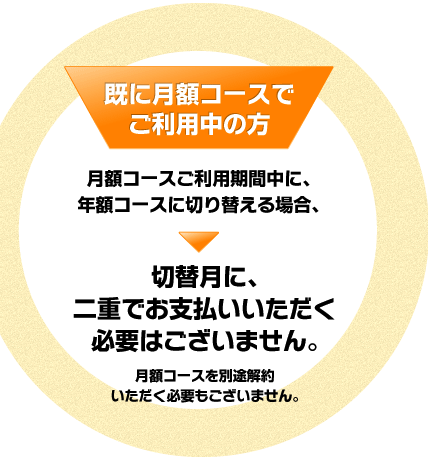 既に月額コースで
ご利用中の方
月額コースご利用期間中に、
年額コースに切り替える場合、
切替月に、
二重でお支払いいただく
必要はございません。
月額コースを別途解約
いただく必要もございません。